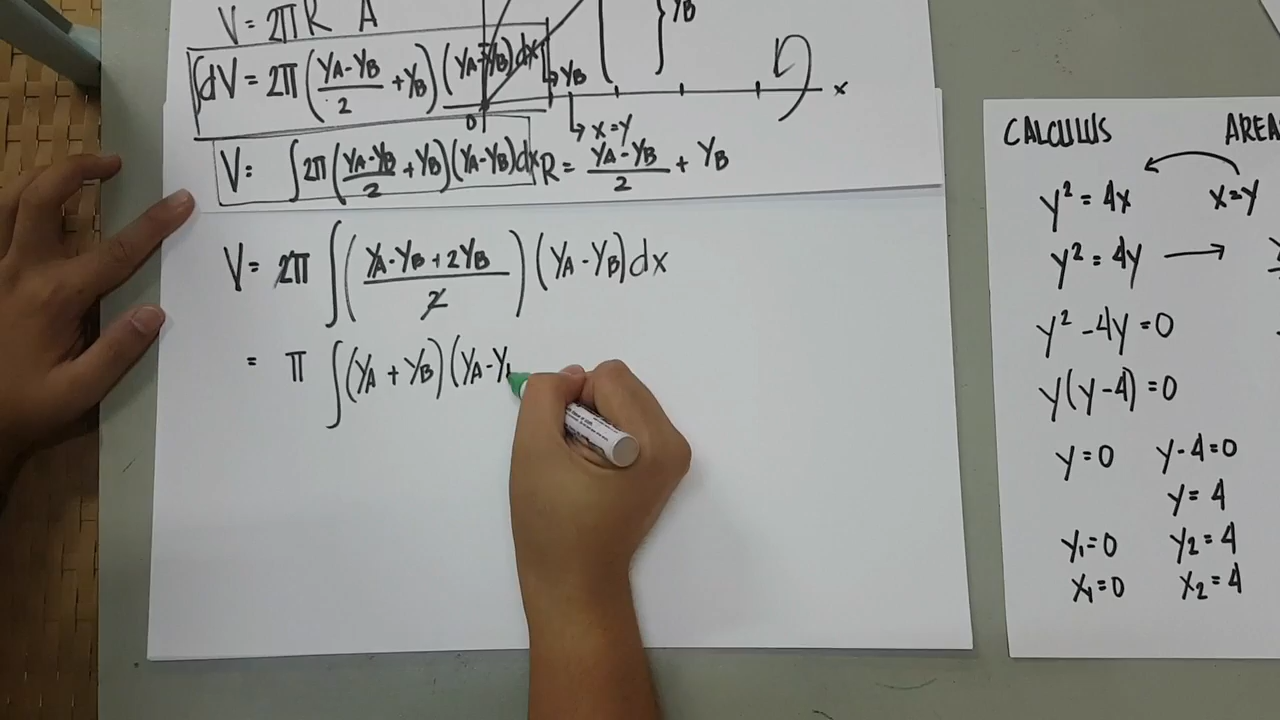 V = 2π R A
YB
∫dV = 2π ((YA-YB)/2 + YB) (YA-YB) dx
YB
x
0
x=y
V = ∫2π ((YA-YB)/2 + YB) (YA-YB) dx
R = (YA-YB)/2 + YB
V = 2π ∫ ((YA-YB+2YB)/2) (YA-YB) dx
= π ∫ (YA + YB) (YA-Y
CALCULUS AREA
y² = 4x x=y
y² = 4y
y² - 4y = 0
y(y-4) = 0
y=0 y-4=0
y=4
y₁=0 y₂=4
x₁=0 x₂=4